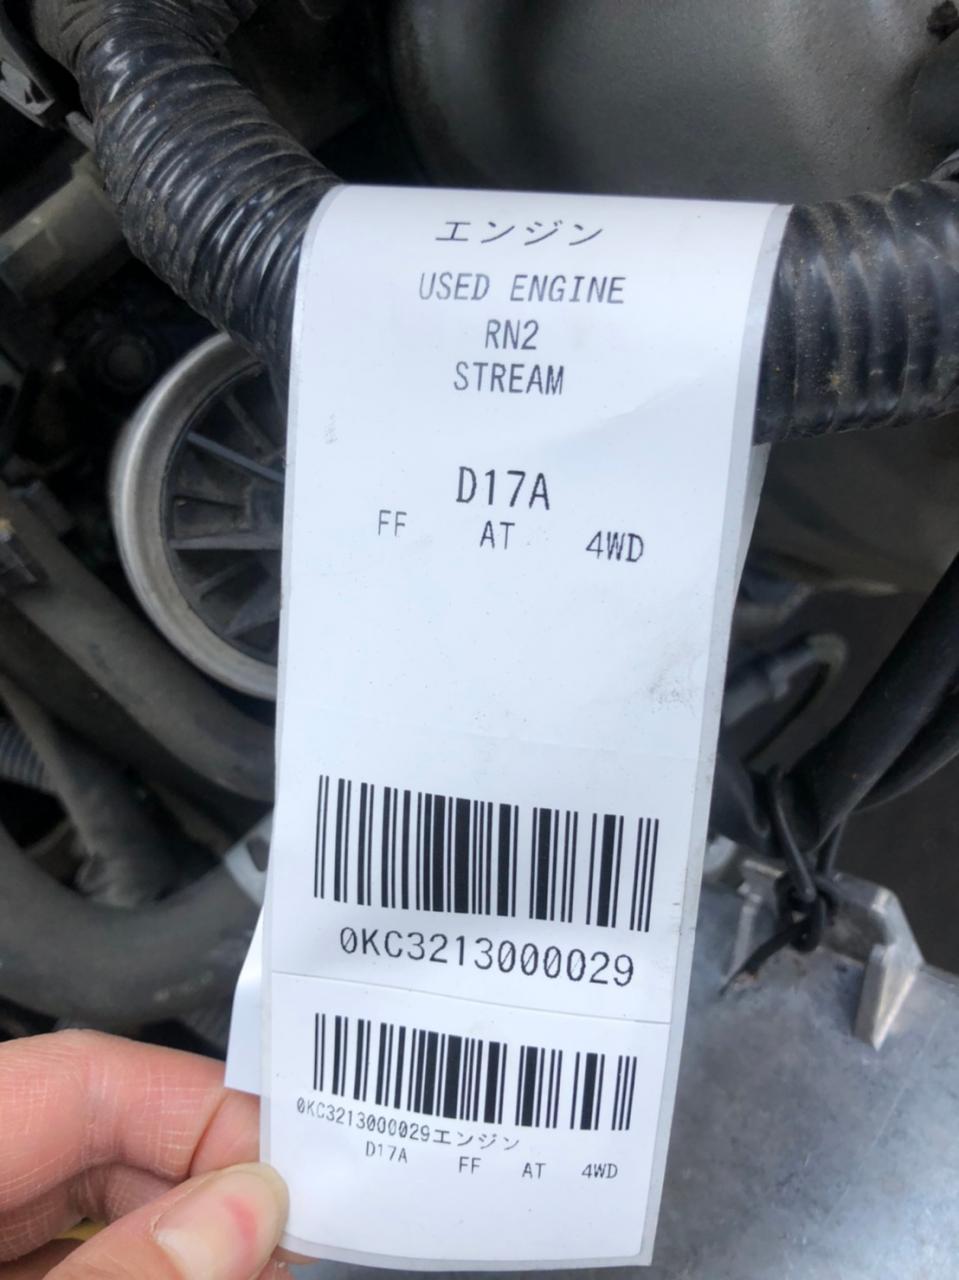 エンジン
USED ENGINE
RN2
STREAM
D17A
FF AT 4WD
0KC3213000029
0KC3213000029エンジン
D17A FF AT 4WD